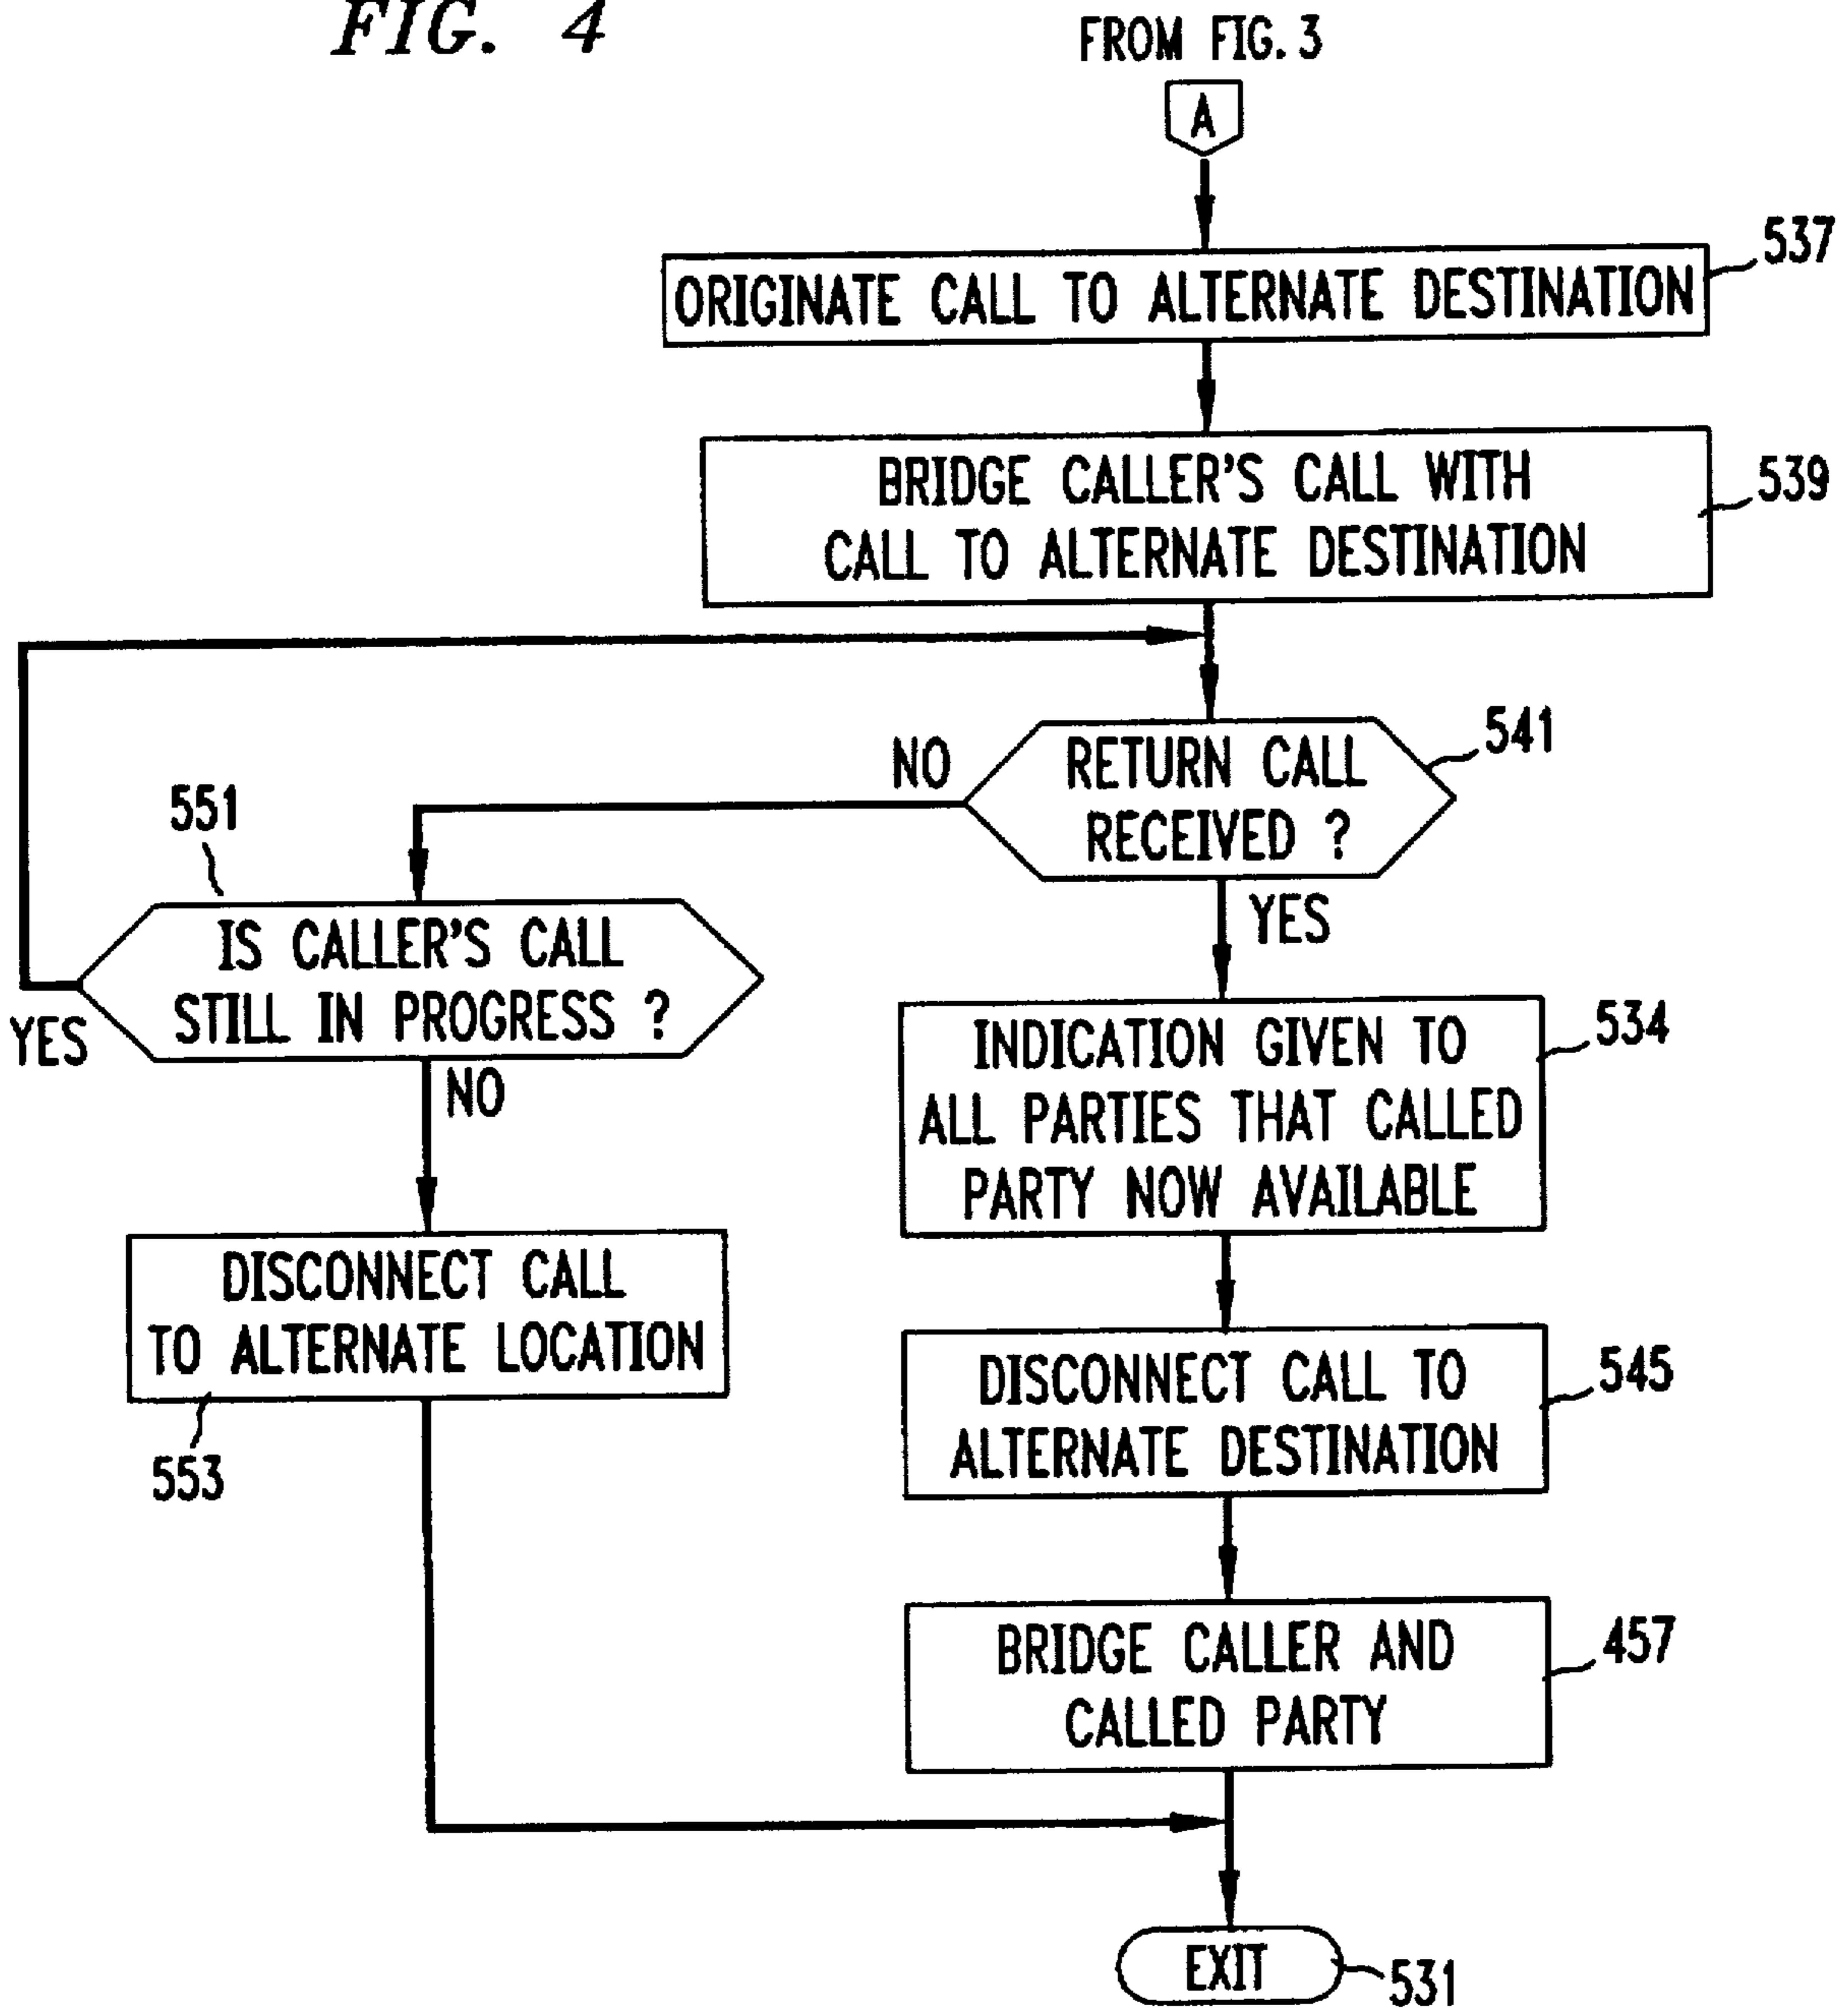 FIG. 4
FROM FIG. 3
A
537
ORIGINATE CALL TO ALTERNATE DESTINATION
BRIDGE CALLER'S CALL WITH
CALL TO ALTERNATE DESTINATION
539
541
NO
RETURN CALL
RECEIVED ?
YES
551
IS CALLER'S CALL
STILL IN PROGRESS ?
YES
NO
INDICATION GIVEN TO
ALL PARTIES THAT CALLED
PARTY NOW AVAILABLE
534
DISCONNECT CALL
TO ALTERNATE LOCATION
553
DISCONNECT CALL TO
ALTERNATE DESTINATION
545
BRIDGE CALLER AND
CALLED PARTY
457
EXIT
531